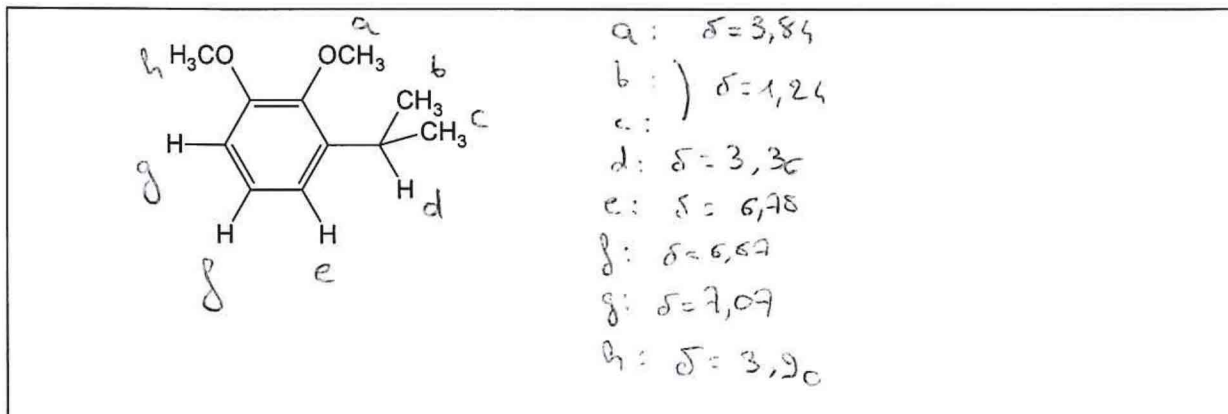 a
h H₃CO OCH₃
b
CH₃
CH₃ c
H
g
H d
H H
f e
a: δ=3,84
b: ) δ=1,24
c:
d: δ=3,36
e: δ= 6,78
f: δ=6,87
g: δ=7,07
h: δ= 3,90